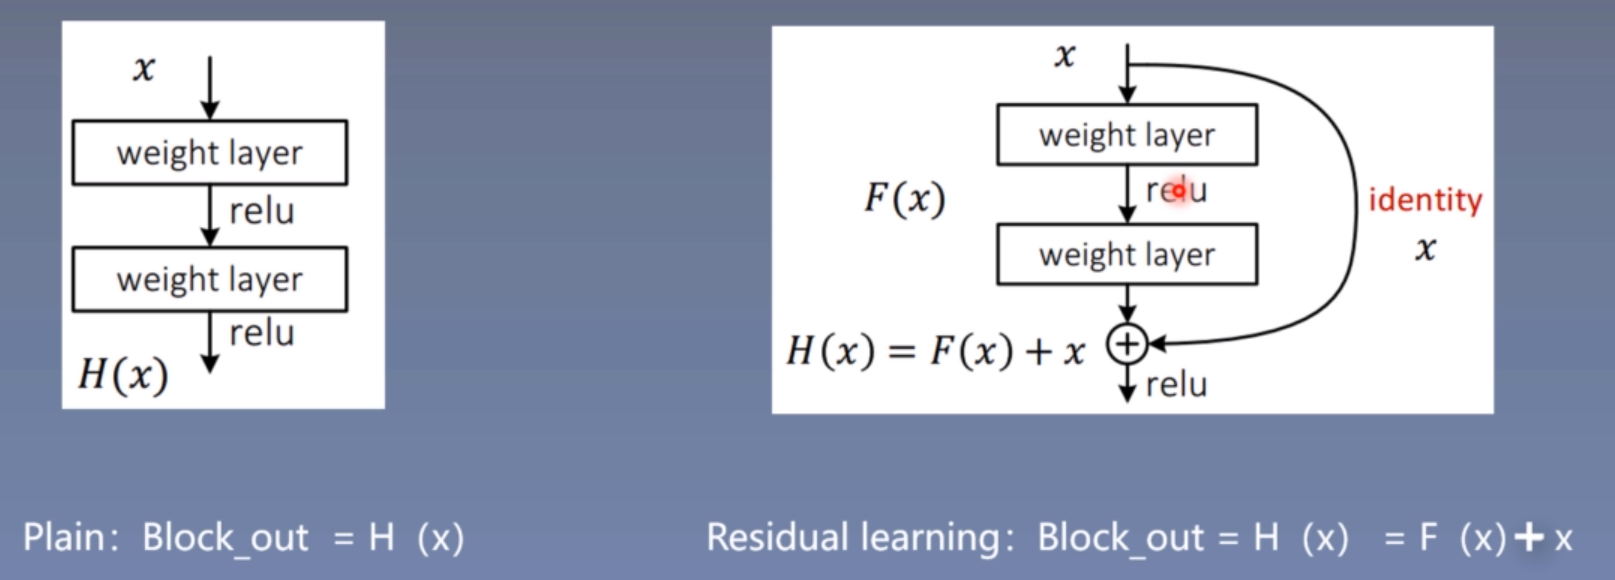 x
weight layer
relu
weight layer
relu
H(x)
x
weight layer
F(x)
relu
identity
x
weight layer
H(x) = F(x) + x
+
relu
Plain: Block_out = H (x)
Residual learning: Block_out = H (x) = F (x)+ x